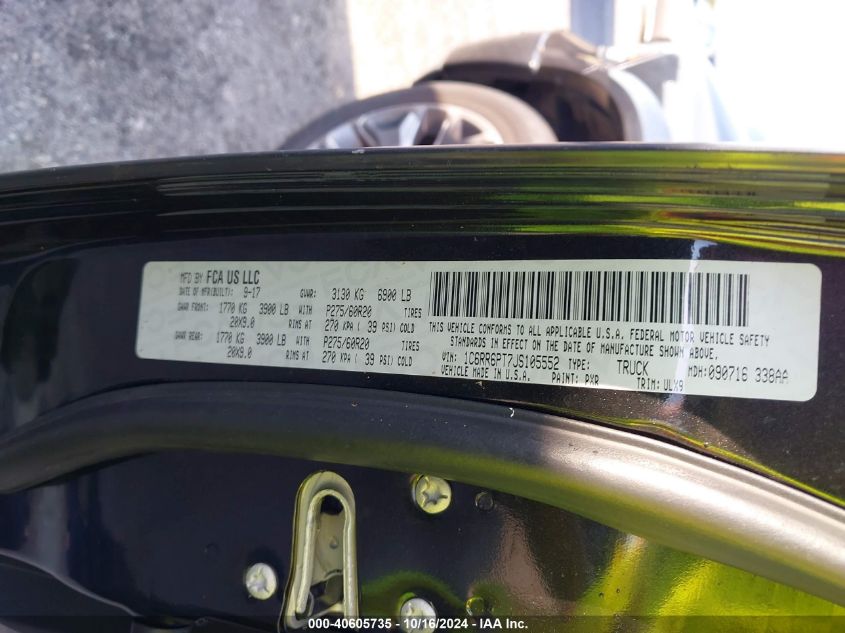 MFD BY FCA US LLC
DATE OF MFR(BUILT): 9-17 GVWR: 3130 KG 6900 LB
GAWR FRONT: 1770 KG 3900 LB WITH P275/60R20 TIRES
20X9.0 RIMS AT 270 KPA ( 39 PSI) COLD
GAWR REAR: 1770 KG 3900 LB WITH P275/60R20 TIRES
20X9.0 RIMS AT 270 KPA ( 39 PSI) COLD
THIS VEHICLE CONFORMS TO ALL APPLICABLE U.S.A. FEDERAL MOTOR VEHICLE SAFETY
STANDARDS IN EFFECT ON THE DATE OF MANUFACTURE SHOWN ABOVE.
VIN: 1C6RR6PT7JS105552 TYPE: TRUCK MDH:090716 338AA
VEHICLE MADE IN U.S.A. PAINT: PXR TRIM: ULX9
000-40605735 - 10/16/2024 - IAA Inc.